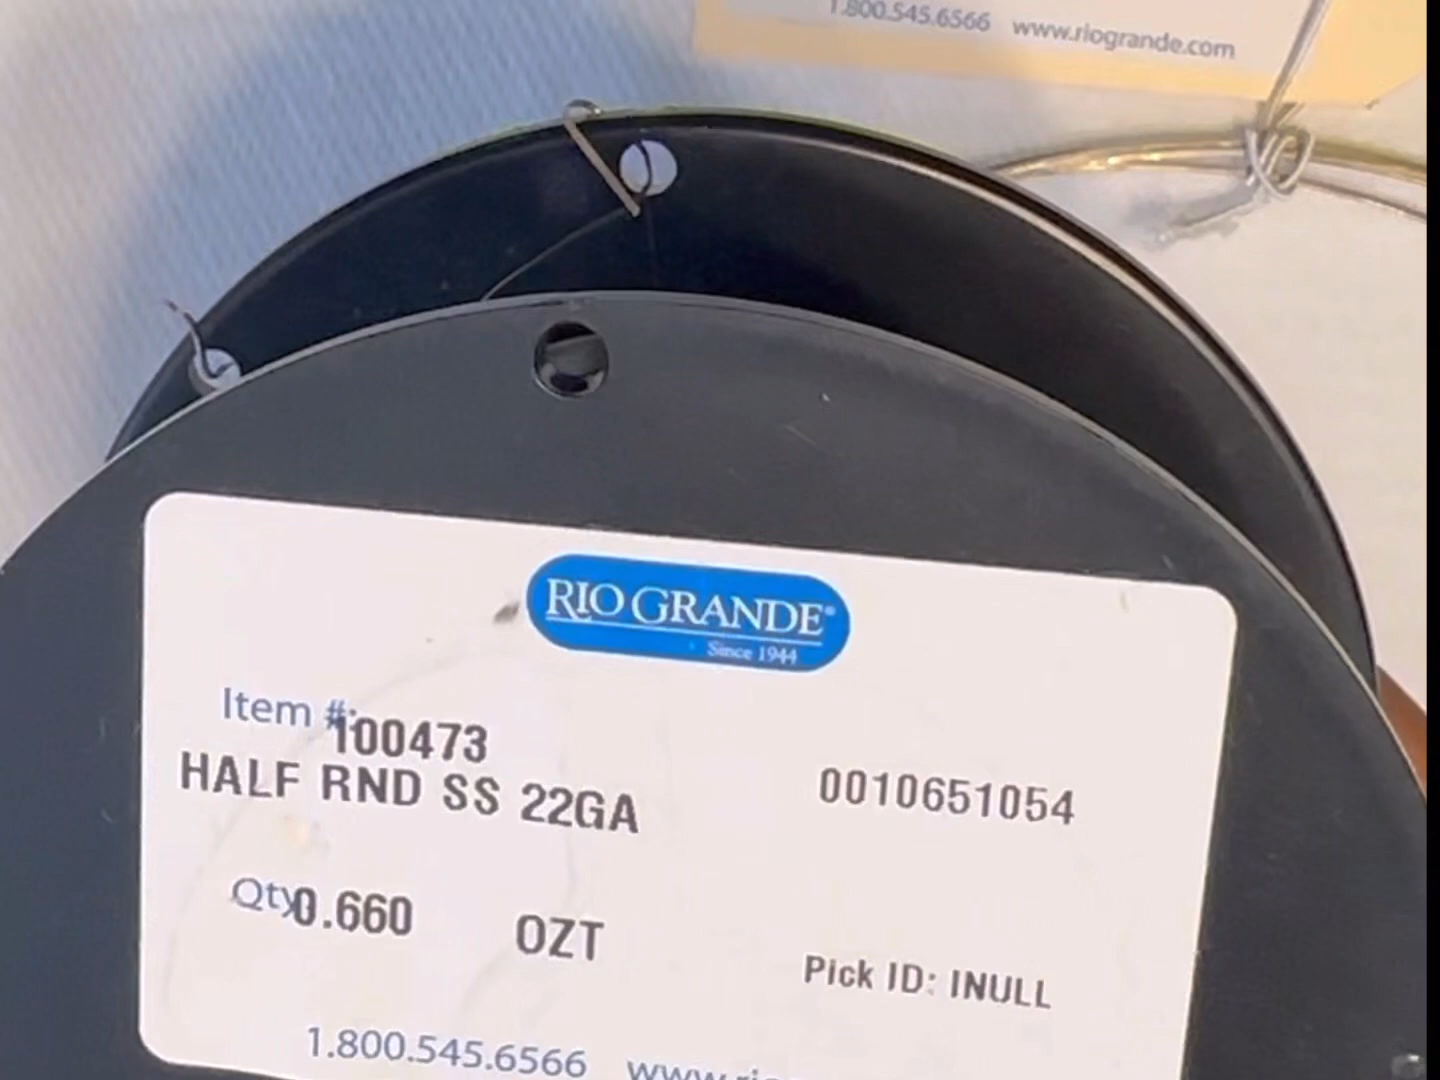 1.800.545.6566 www.riogrande.com
RIO GRANDE®
Since 1944
Item #: 100473
HALF RND SS 22GA
0010651054
Qty 0.660 OZT
Pick ID: INULL
1.800.545.6566